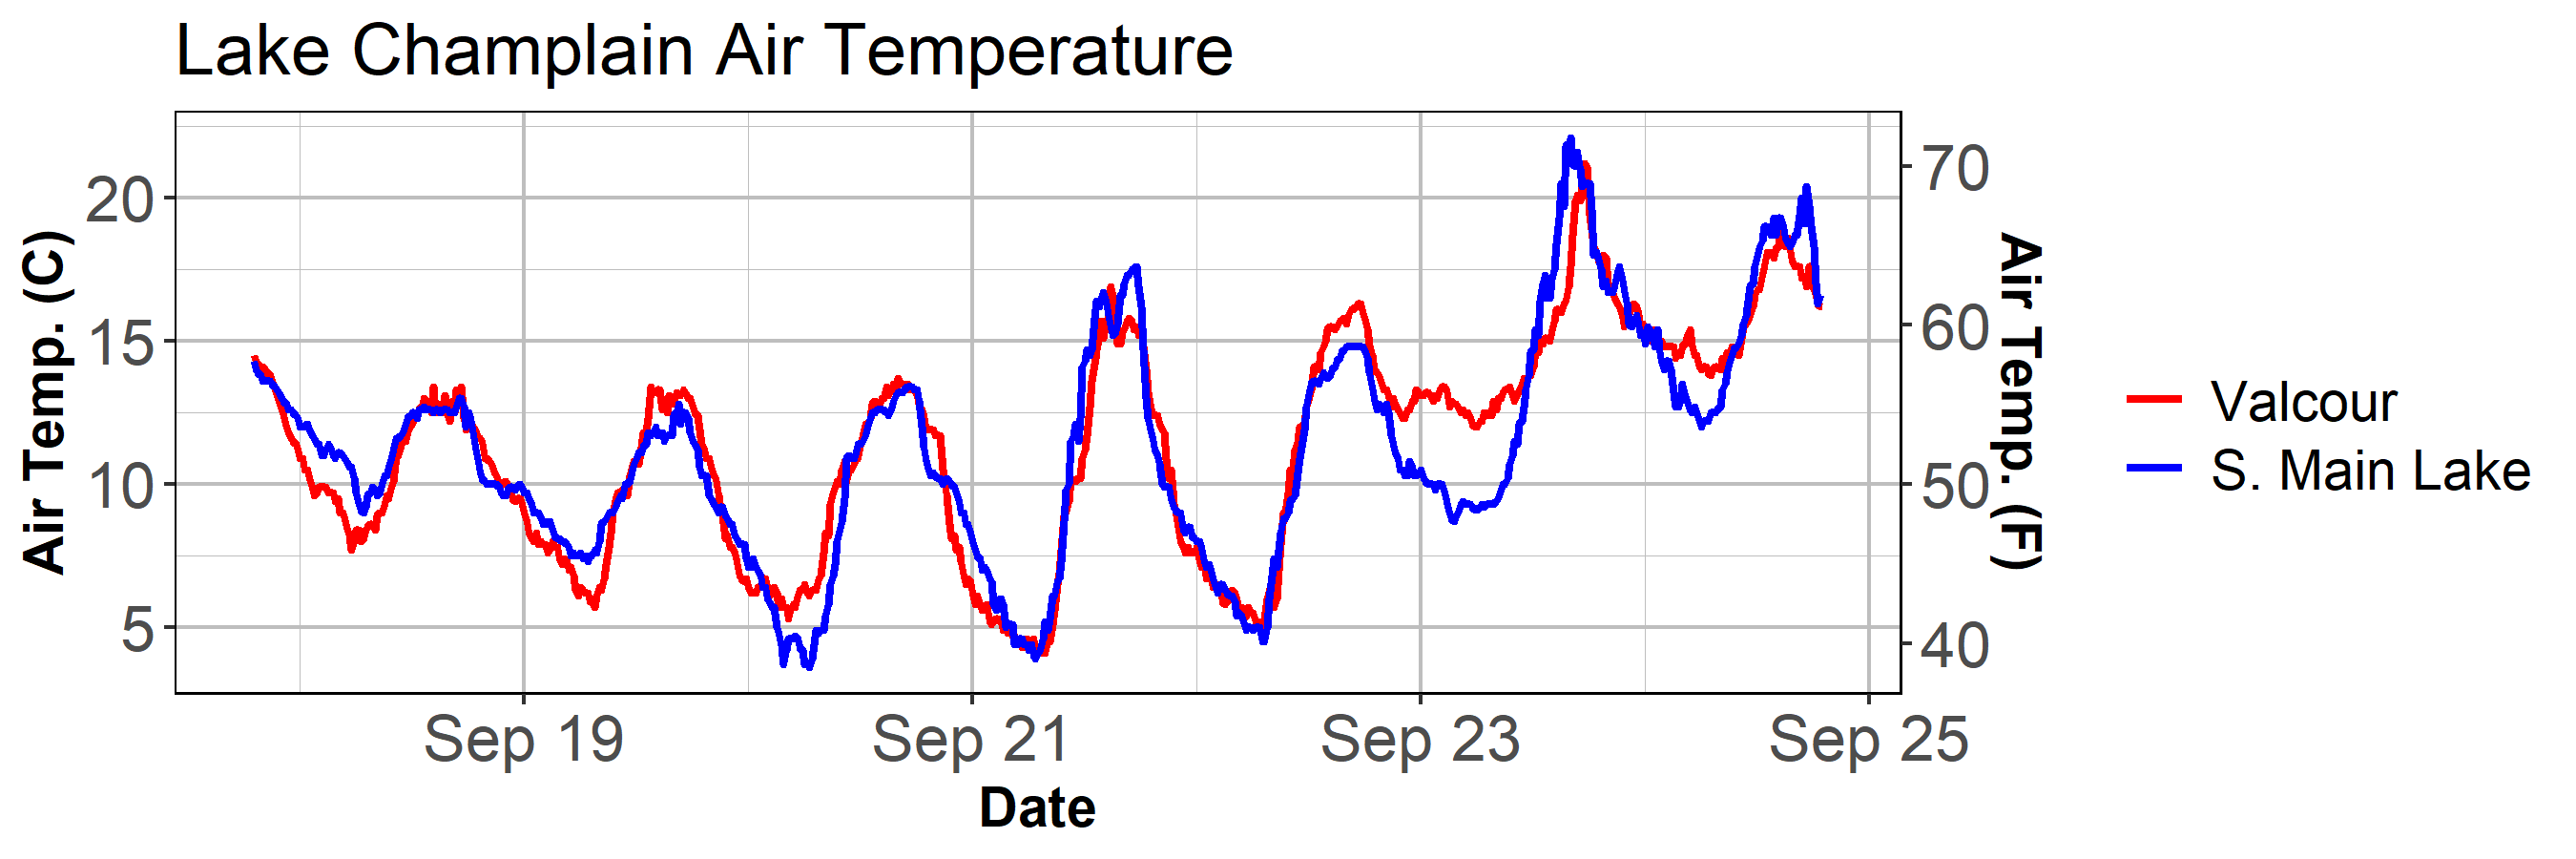 Lake Champlain Air Temperature
Air Temp. (C)
20
15
10
5
70
60
50
40
Air Temp. (F)
Sep 19
Sep 21
Sep 23
Sep 25
Date
Valcour
S. Main Lake